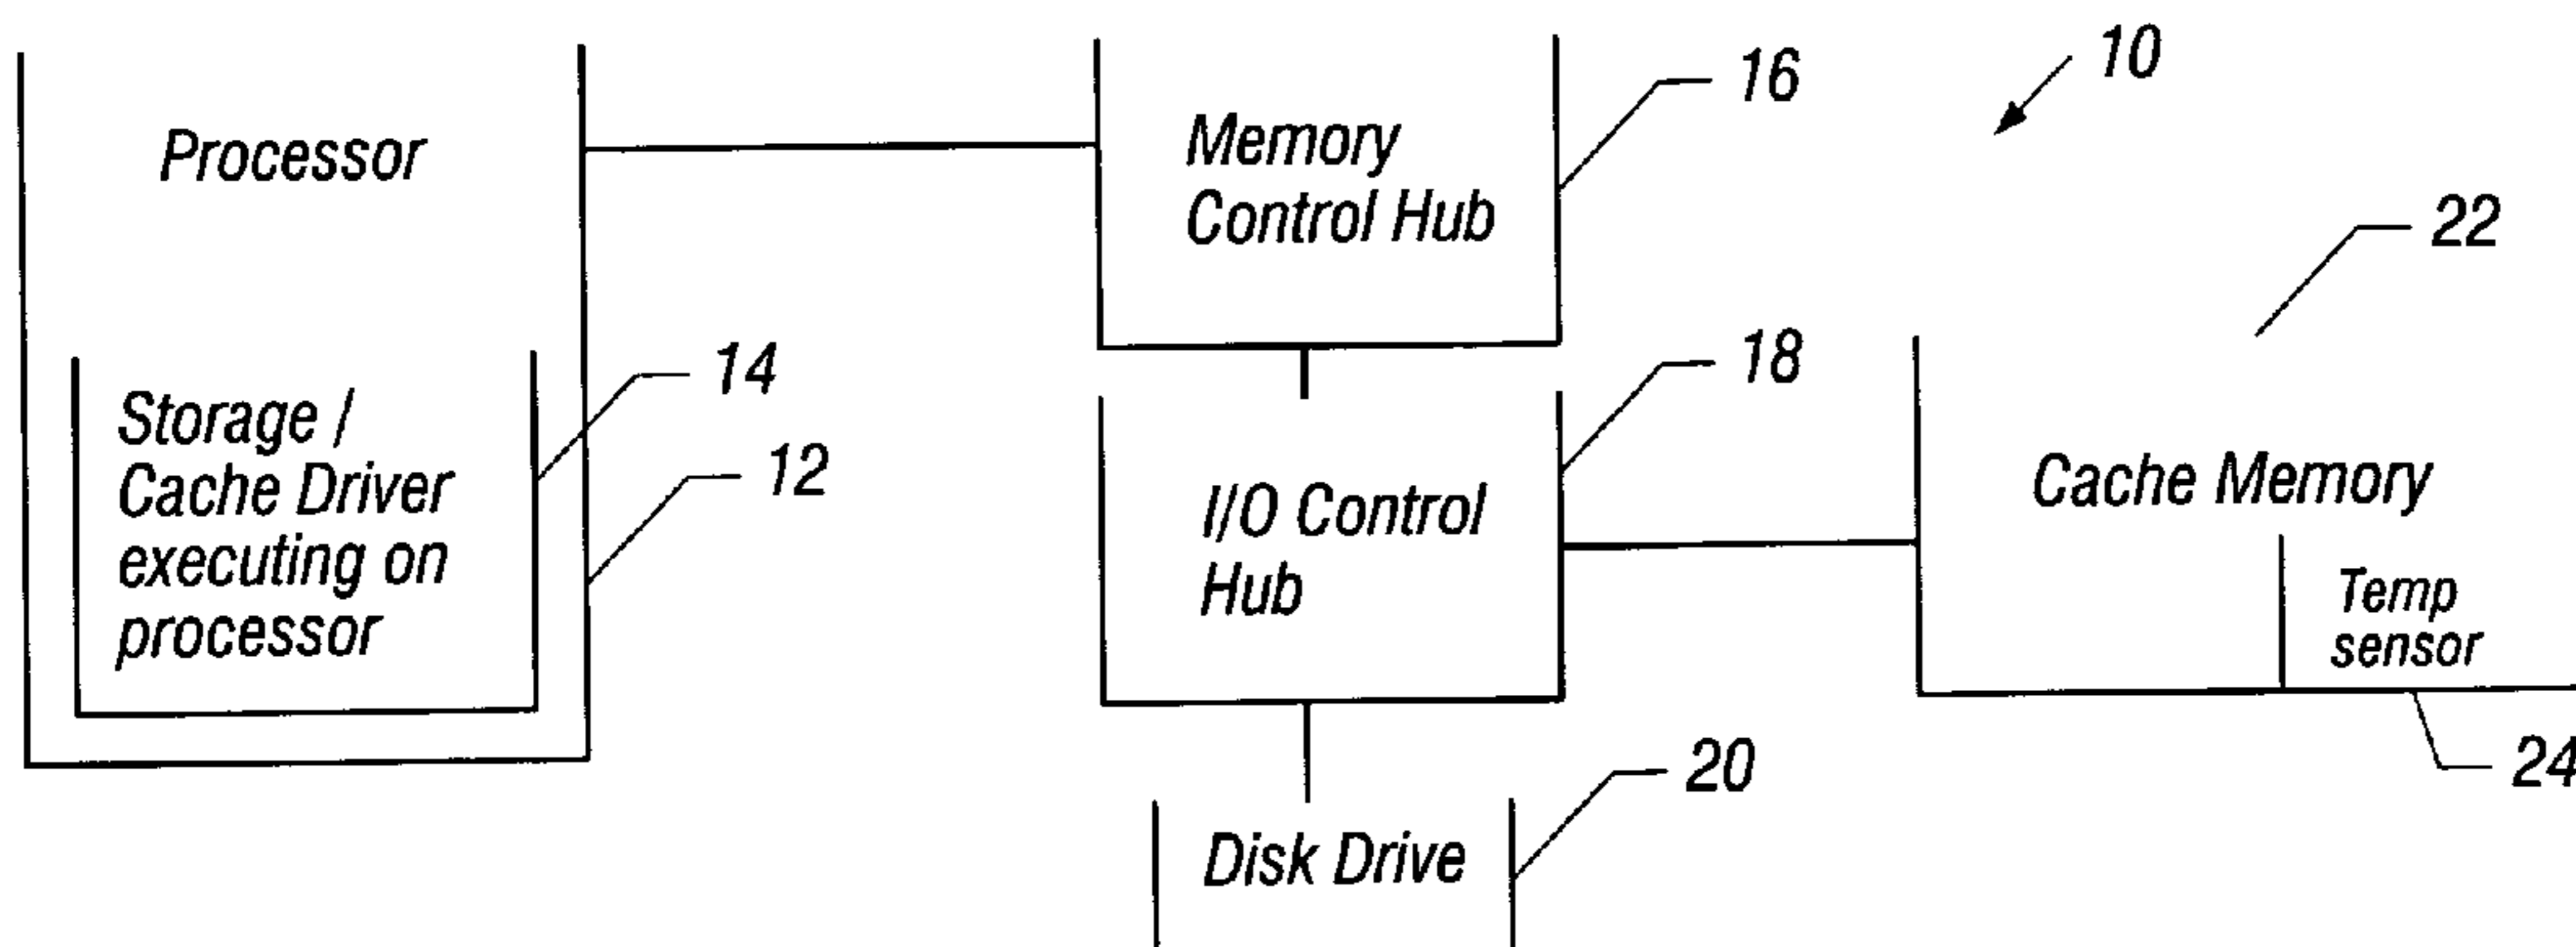 Processor
Storage /
Cache Driver
executing on
processor
14
12
Memory
Control Hub
16
I/O Control
Hub
18
Disk Drive
20
10
22
Cache Memory
Temp
sensor
24